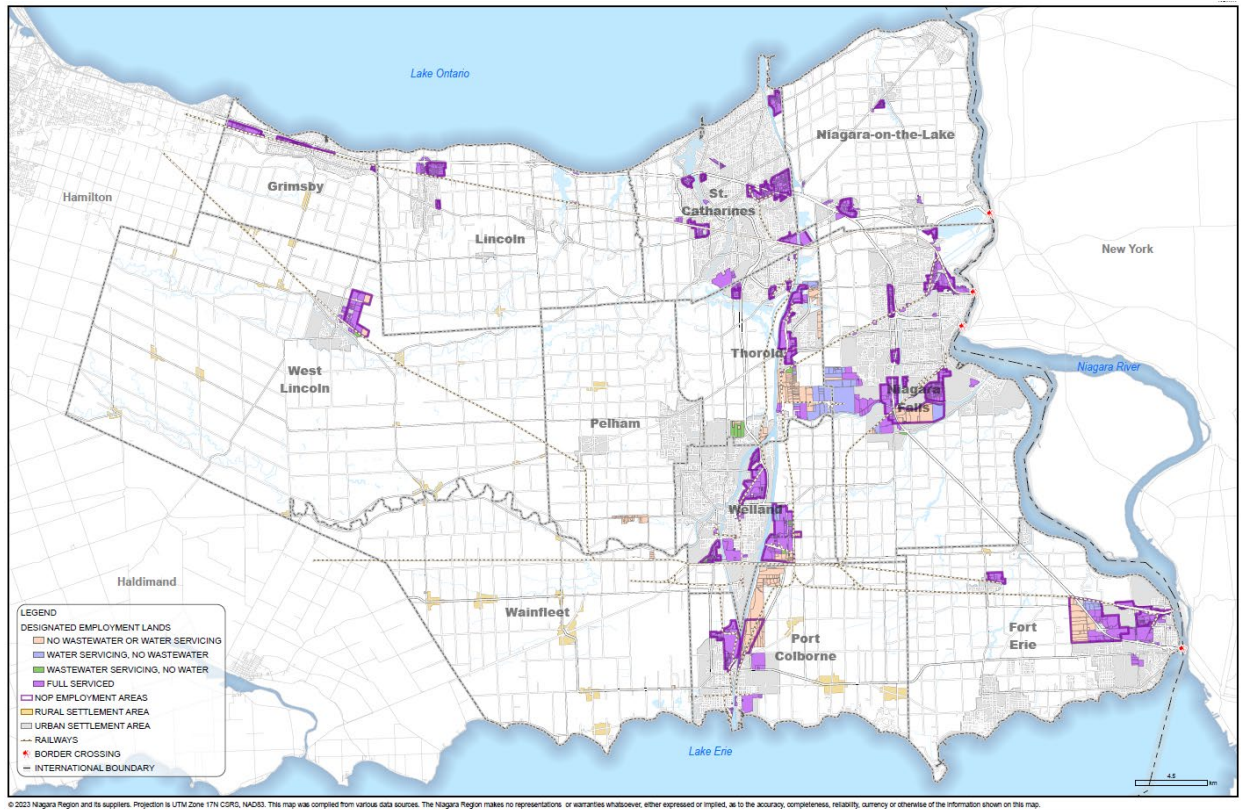 Lake Ontario
Niagara-on-the-Lake
Grimsby
Hamilton
St.
Catharines
Lincoln
New York
Thorold
West
Lincoln
Niagara River
Niagara
Falls
Pelham
Welland
Haldimand
Wainfleet
Fort
Erie
Port
Colborne
Lake Erie
LEGEND
DESIGNATED EMPLOYMENT LANDS
NO WASTEWATER OR WATER SERVICING
WATER SERVICING, NO WASTEWATER
WASTEWATER SERVICING, NO WATER
FULL SERVICED
NOP EMPLOYMENT AREAS
RURAL SETTLEMENT AREA
URBAN SETTLEMENT AREA
RAILWAYS
BORDER CROSSING
INTERNATIONAL BOUNDARY
4.5
km
© 2023 Niagara Region and its suppliers. Projection is UTM Zone 17N CSRS, NAD83. This map was compiled from various data sources. The Niagara Region makes no representations or warranties whatsoever, either expressed or implied, as to the accuracy, completeness, reliability, currency or otherwise of the information shown on this map.